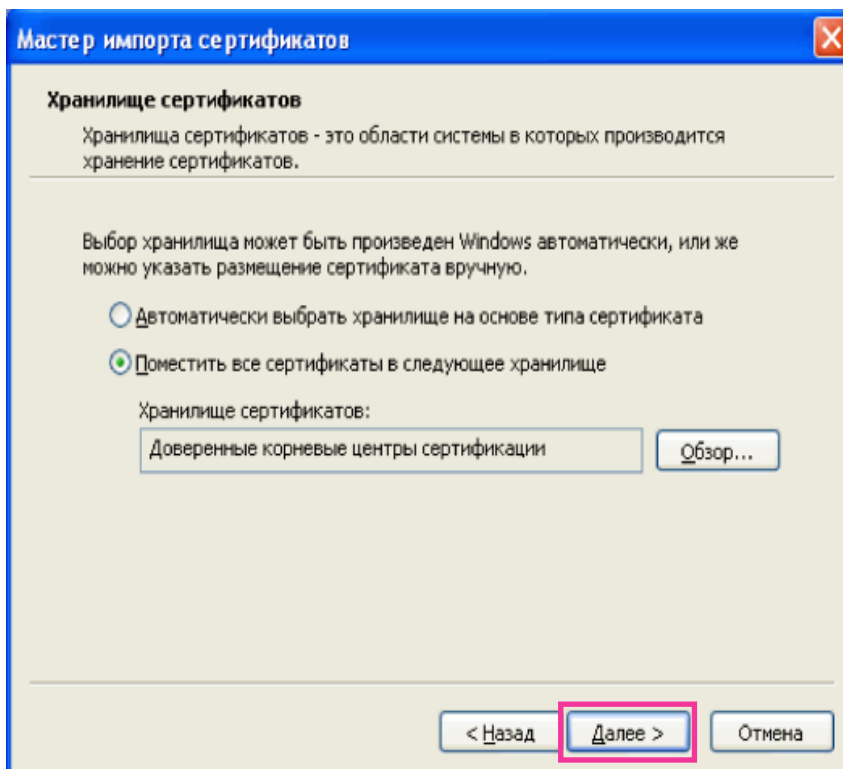 Мастер импорта сертификатов
Хранилище сертификатов
Хранилища сертификатов - это области системы в которых производится
хранение сертификатов.
Выбор хранилища может быть произведен Windows автоматически, или же
можно указать размещение сертификата вручную.
Автоматически выбрать хранилище на основе типа сертификата
Поместить все сертификаты в следующее хранилище
Хранилище сертификатов:
Доверенные корневые центры сертификации
Обзор...
< Назад
Далее >
Отмена